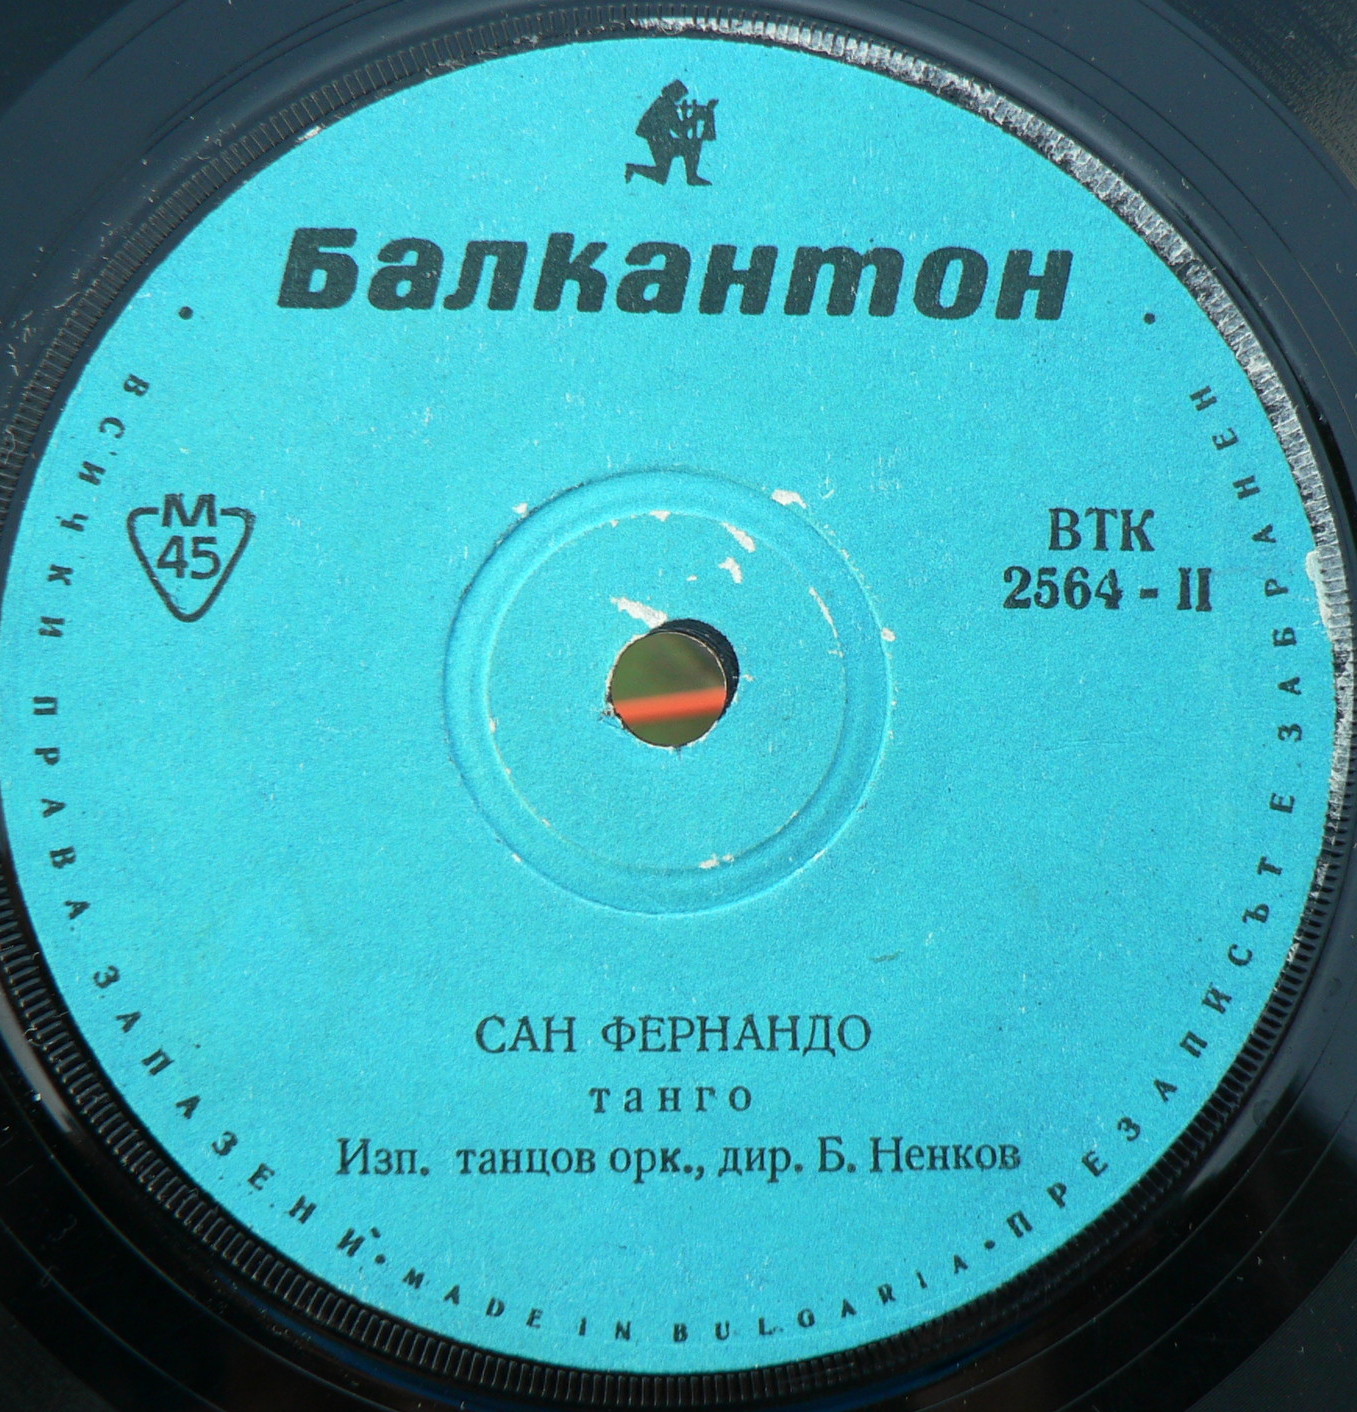 Балкантон
М
45
ВТК
2564 - II
САН ФЕРНАНДО
танго
Изп. танцов орк., дир. Б. Ненков
• ВСИЧКИ ПРАВА ЗАПАЗЕНИ • MADE IN BULGARIA • ПРЕЗАПИСЪТ Е ЗАБРАНЕН •